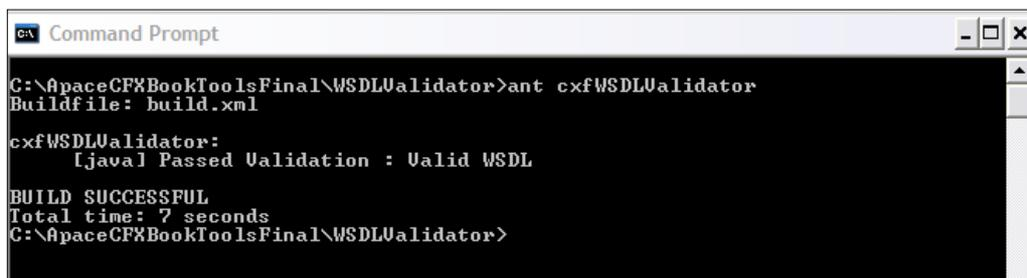 C:\ Command Prompt
C:\ApaceCFXBookToolsFinal\WSDLValidator>ant cxfWSDLValidator
Buildfile: build.xml
cxfWSDLValidator:
[java] Passed Validation : Valid WSDL
BUILD SUCCESSFUL
Total time: 7 seconds
C:\ApaceCFXBookToolsFinal\WSDLValidator>